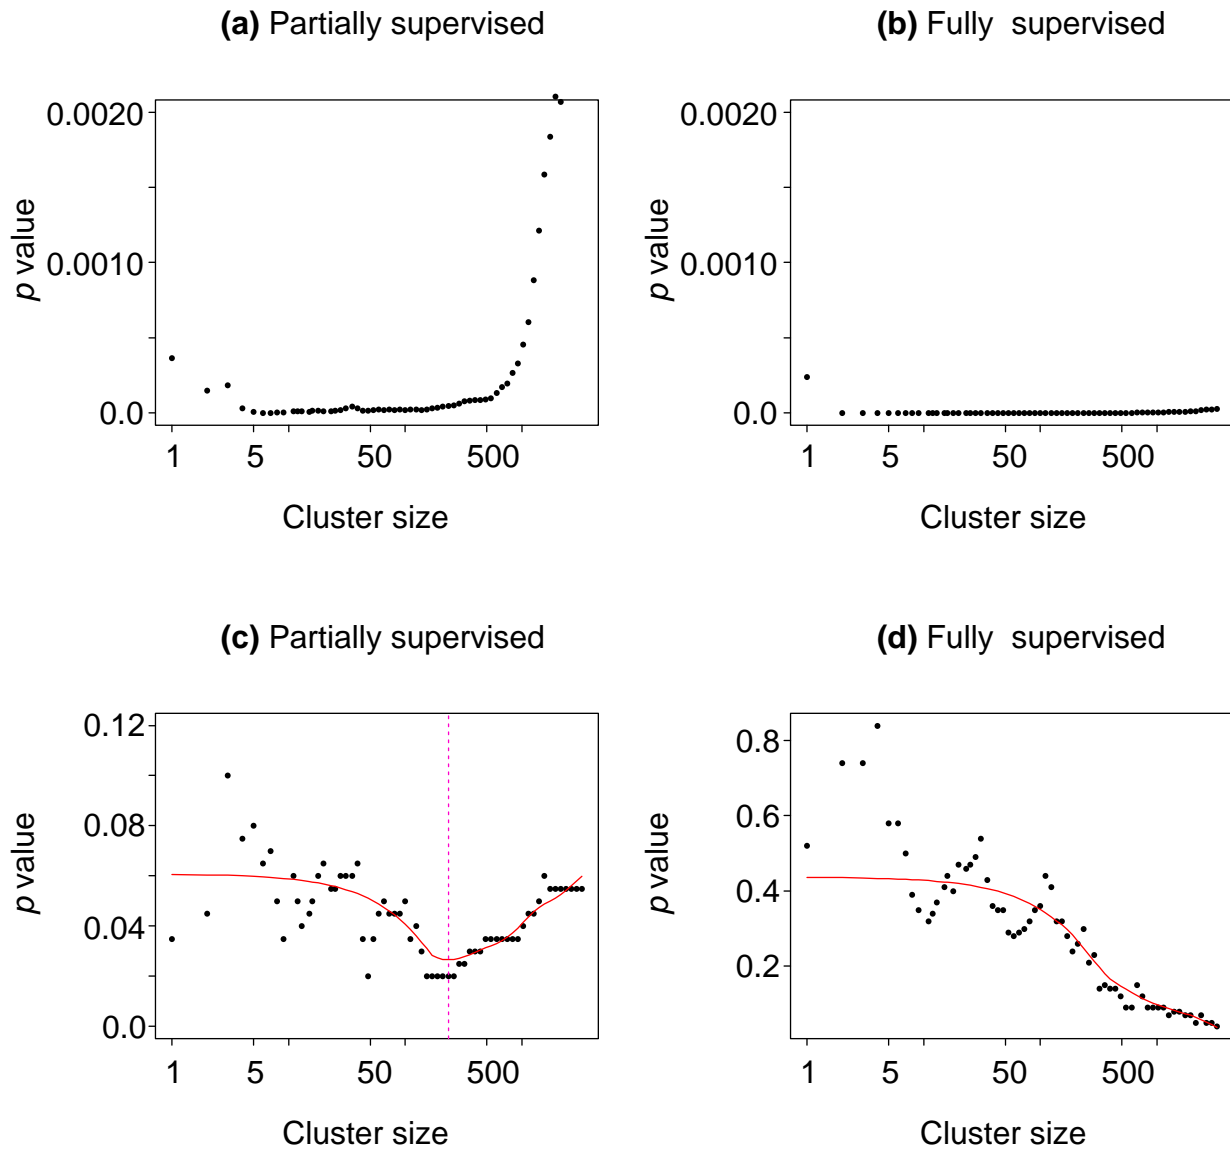 (a) Partially supervised
0.0020
0.0010
0.0
p value
1 5 50 500
Cluster size
(b) Fully supervised
0.0020
0.0010
0.0
p value
1 5 50 500
Cluster size
(c) Partially supervised
0.12
0.08
0.04
0.0
p value
1 5 50 500
Cluster size
(d) Fully supervised
0.8
0.6
0.4
0.2
p value
1 5 50 500
Cluster size